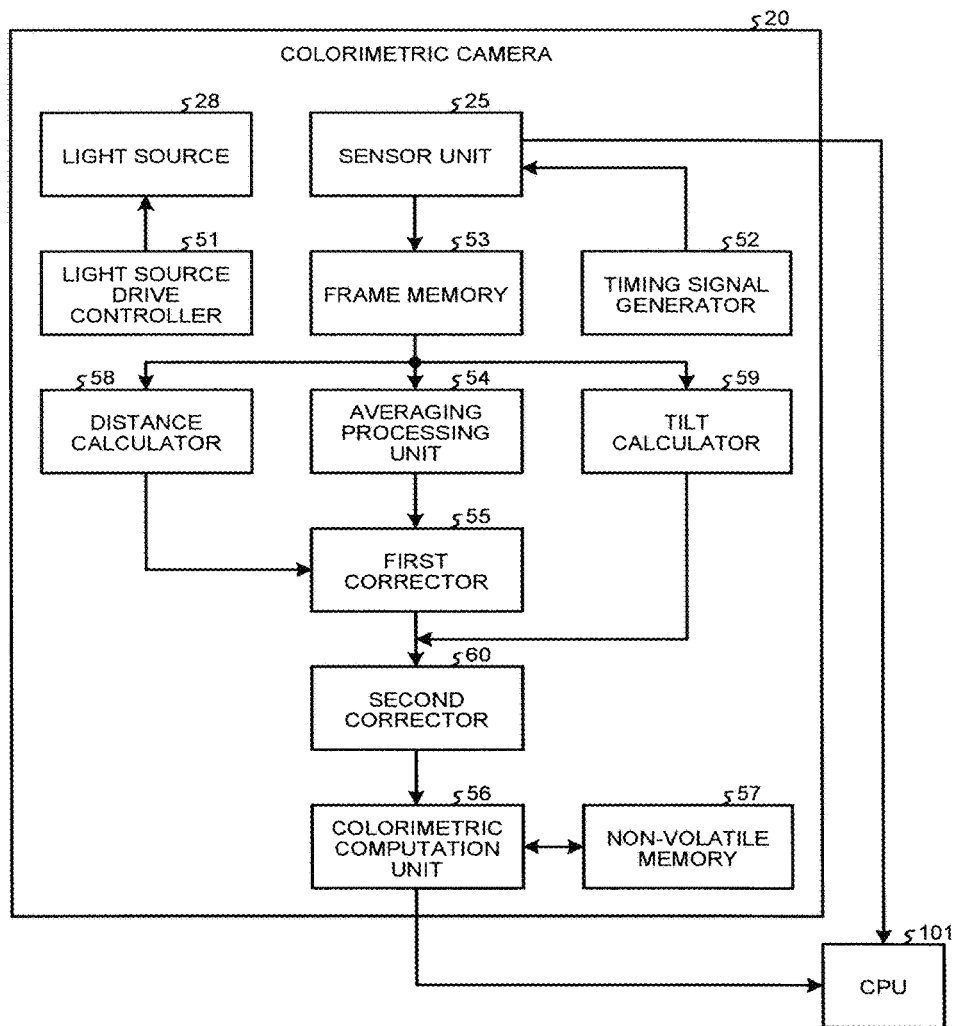 20
COLORIMETRIC CAMERA
28
LIGHT SOURCE
25
SENSOR UNIT
51
LIGHT SOURCE
DRIVE
CONTROLLER
53
FRAME MEMORY
52
TIMING SIGNAL
GENERATOR
58
DISTANCE
CALCULATOR
54
AVERAGING
PROCESSING
UNIT
59
TILT
CALCULATOR
55
FIRST
CORRECTOR
60
SECOND
CORRECTOR
56
COLORIMETRIC
COMPUTATION
UNIT
57
NON-VOLATILE
MEMORY
101
CPU